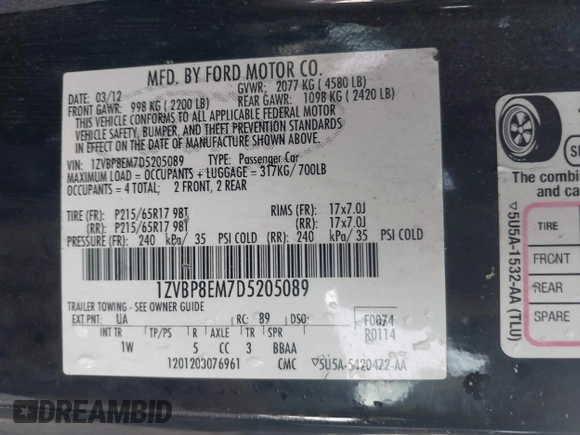 MFD. BY FORD MOTOR CO.
DATE: 03/12
GVWR: 2077 KG ( 4580 LB)
FRONT GAWR: 998 KG ( 2200 LB)
REAR GAWR: 1098 KG ( 2420 LB)
THIS VEHICLE CONFORMS TO ALL APPLICABLE FEDERAL MOTOR
VEHICLE SAFETY, BUMPER, AND THEFT PREVENTION STANDARDS
IN EFFECT ON THE DATE OF MANUFACTURE SHOWN ABOVE.
VIN: 1ZVBP8EM7D5205089 TYPE: Passenger Car
MAXIMUM LOAD = OCCUPANTS + LUGGAGE = 317KG/700LB
OCCUPANTS = 4 TOTAL; 2 FRONT, 2 REAR
TIRE (FR): P215/65R17 98T RIMS (FR): 17x7.0J
(RR): P215/65R17 98T (RR): 17x7.0J
PRESSURE (FR): 240 kPa/ 35 PSI COLD (RR): 240 kPa/ 35 PSI COLD
1ZVBP8EM7D5205089
TRAILER TOWING - SEE OWNER GUIDE
EXT PNT: UA RC: 89 DSO:
F0074
R0114
INT TR TP/PS R AXLE TR SPR
1W 5 CC 3 BBAA
1201203076961 CMC ▽5U5A-5420472-AA
The combin
and ca
TIRE
FRONT
REAR
SPARE
▽5U5A-1532-AA (TLU)
DREAMBID